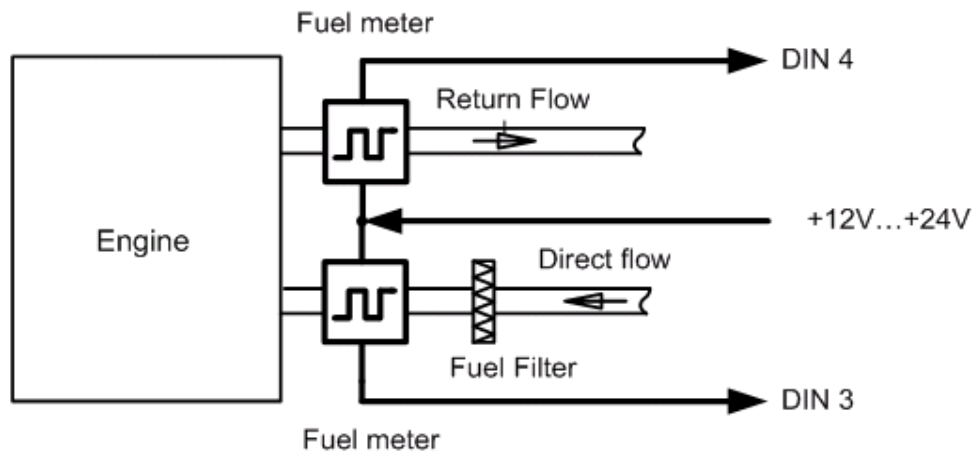 Fuel meter
DIN 4
Return Flow
+12V...+24V
Engine
Direct flow
Fuel Filter
DIN 3
Fuel meter